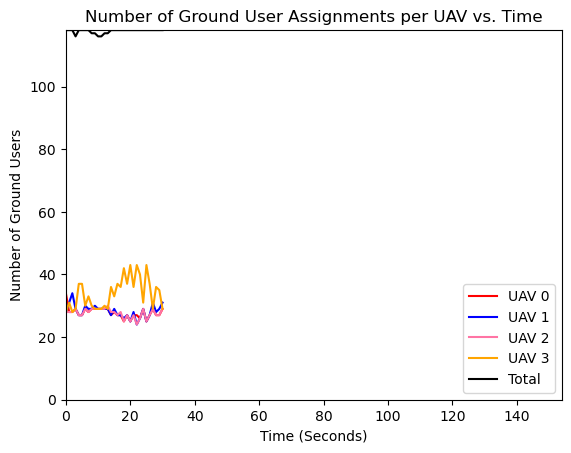 Number of Ground User Assignments per UAV vs. Time
Number of Ground Users
100
80
60
40
20
0
0 20 40 60 80 100 120 140
Time (Seconds)
UAV 0
UAV 1
UAV 2
UAV 3
Total